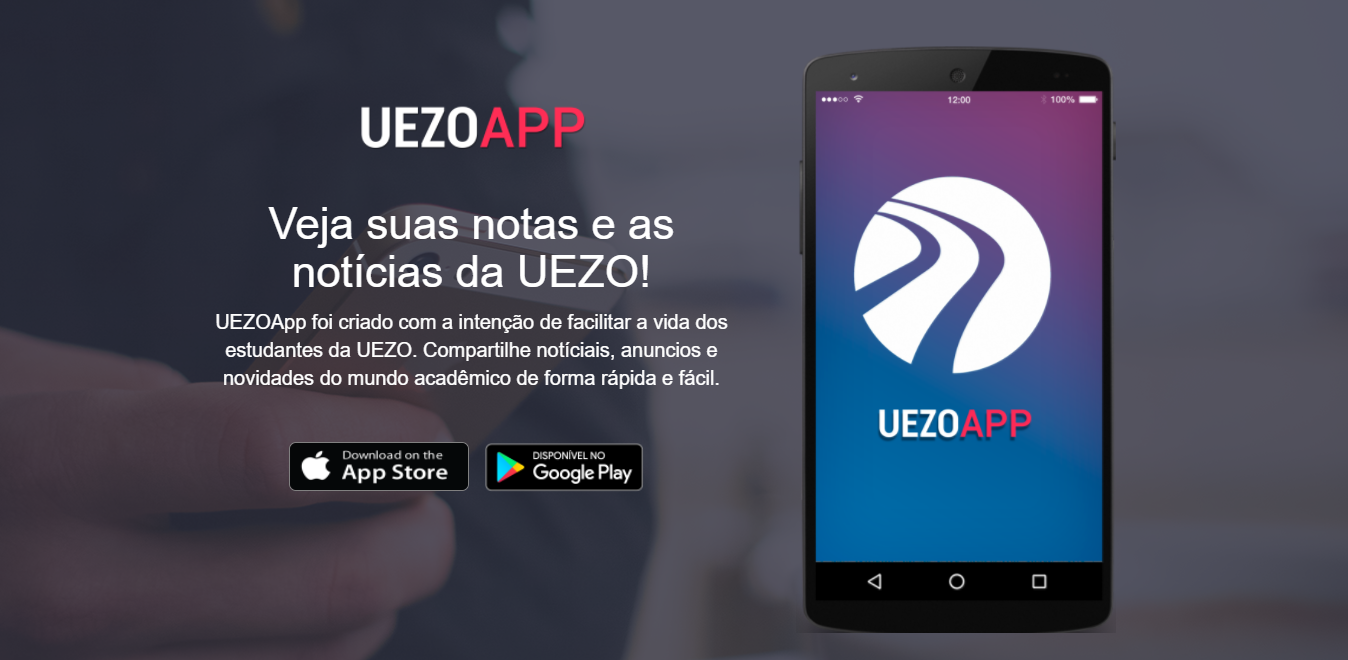 UEZOAPP
Veja suas notas e as
notícias da UEZO!
UEZOApp foi criado com a intenção de facilitar a vida dos
estudantes da UEZO. Compartilhe notíciais, anuncios e
novidades do mundo acadêmico de forma rápida e fácil.
Download on the
App Store
DISPONÍVEL NO
Google Play
12:00
100%
UEZOAPP